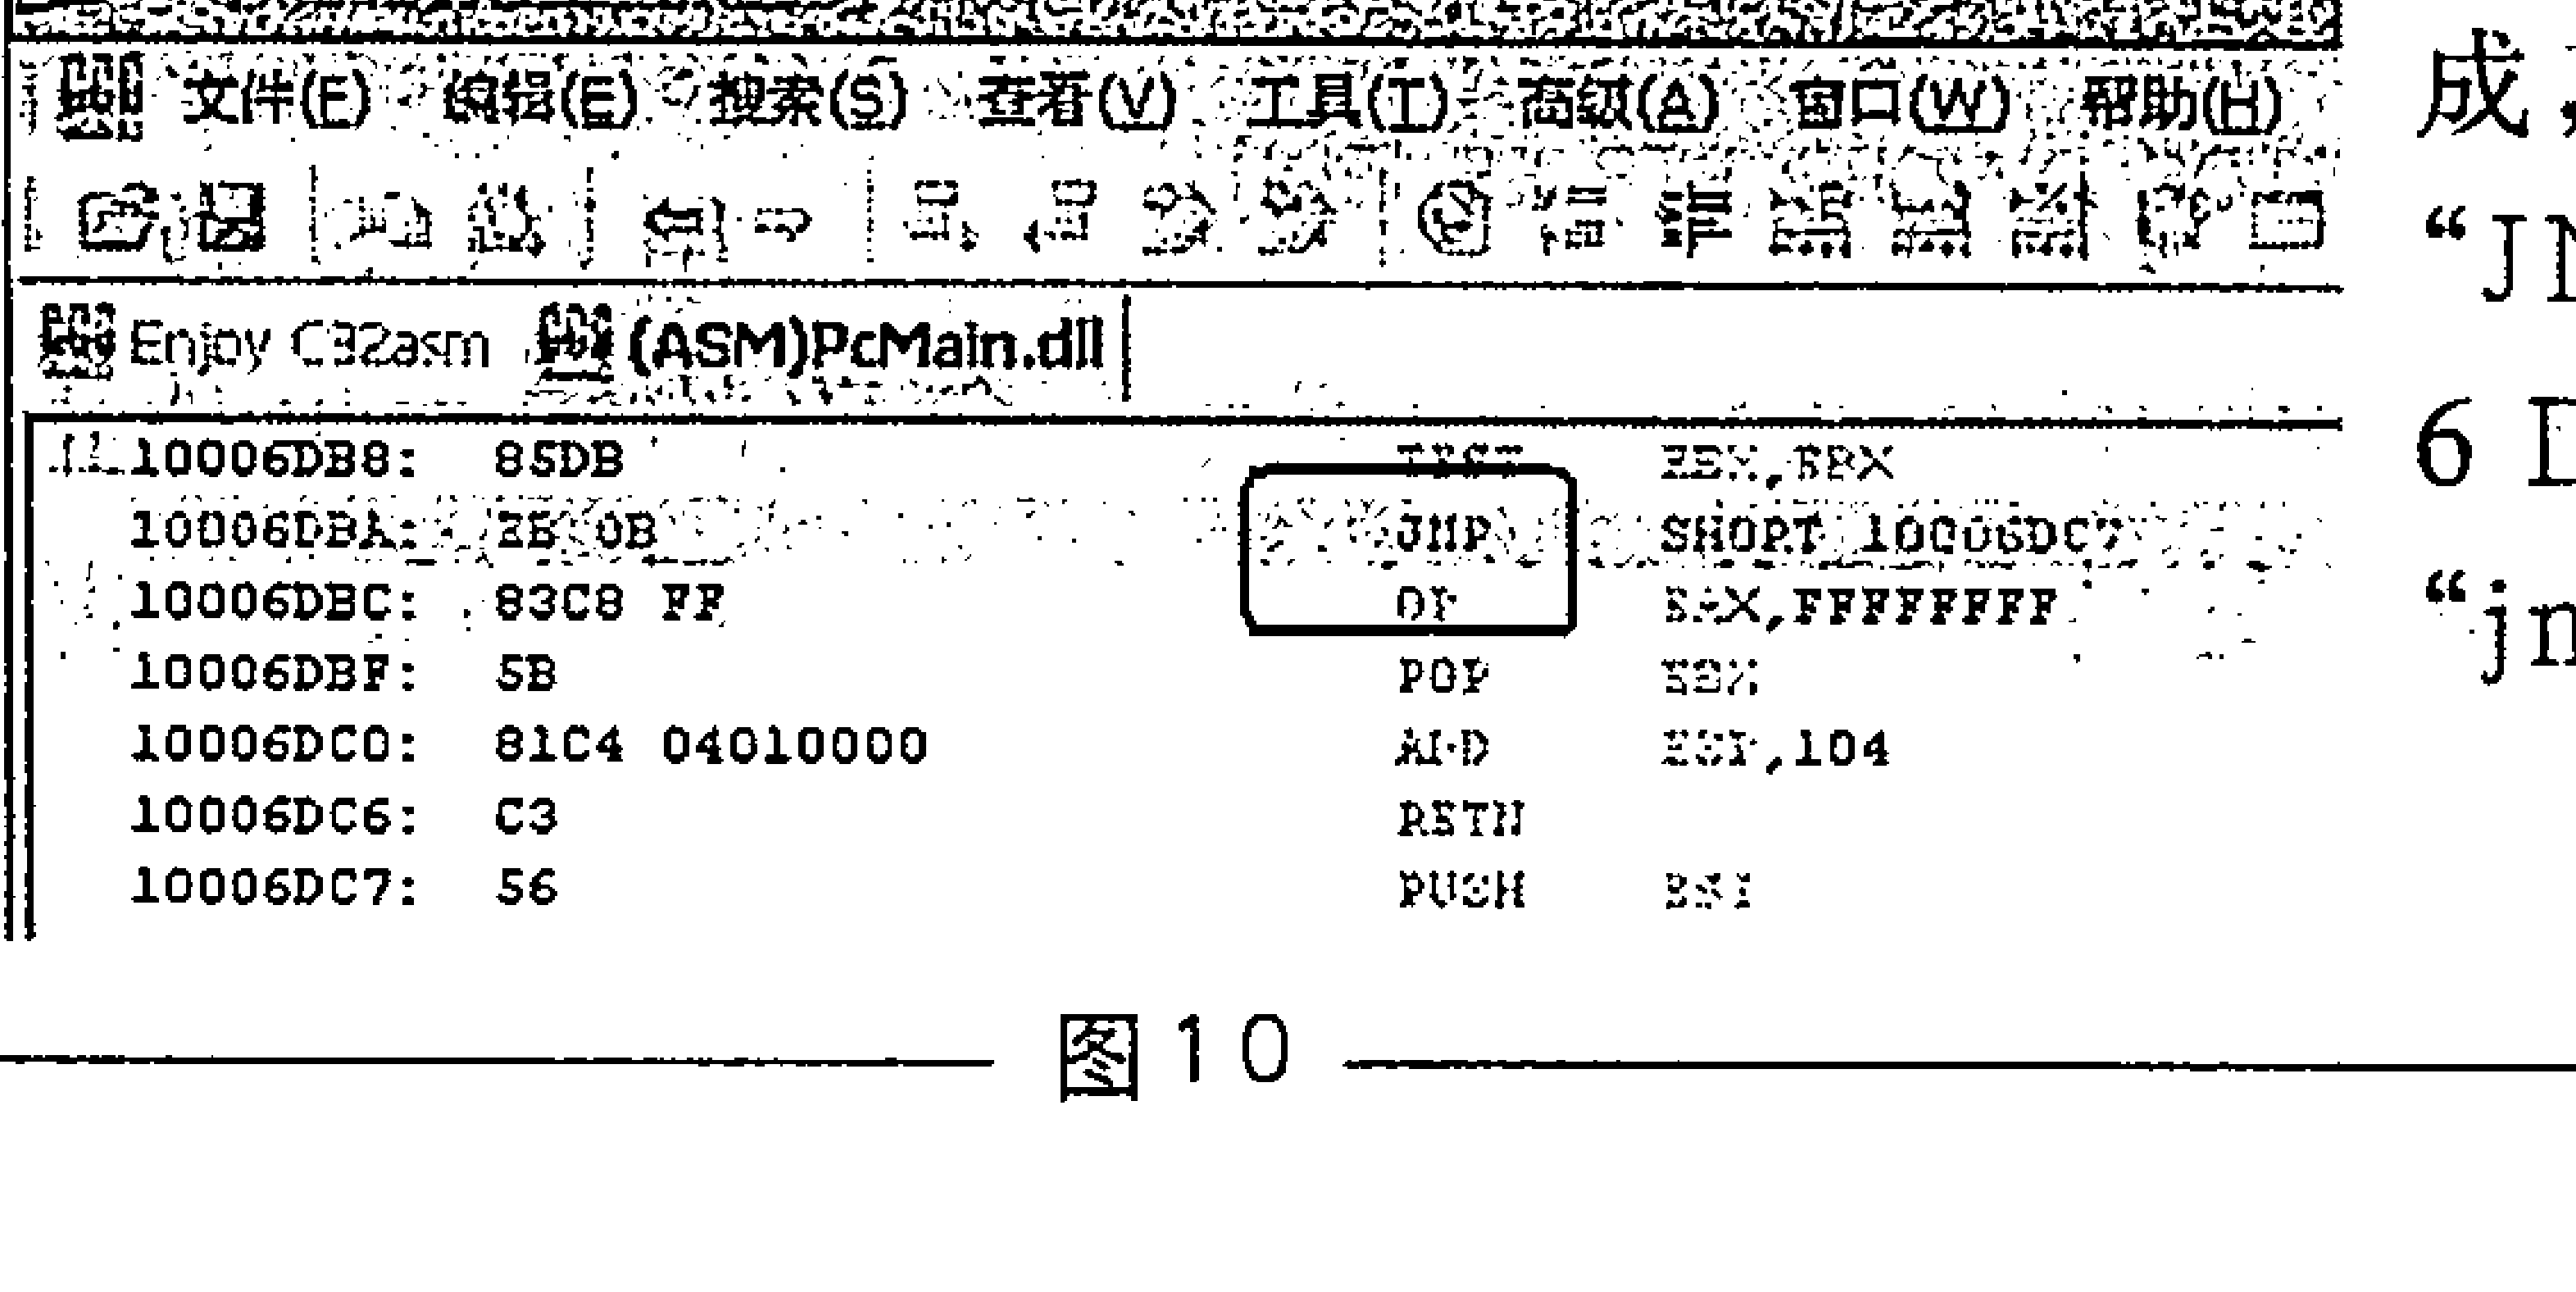 文件(F) 编辑(E) 搜索(S) 查看(V) 工具(T) 高级(A) 窗口(W) 帮助(H)
Enjoy C32asm (ASM)PcMain.dll
10006DB8: 85DB TEST EBX,EBX
10006DBA: EB 0B JMP SHORT 10006DC7
10006DBC: 83C8 FF OR EAX,FFFFFFFF
10006DBF: 5B POP EBX
10006DC0: 81C4 04010000 ADD ESP,104
10006DC6: C3 RETN
10006DC7: 56 PUSH ESI
图10
成
“JN
6 D
“jn